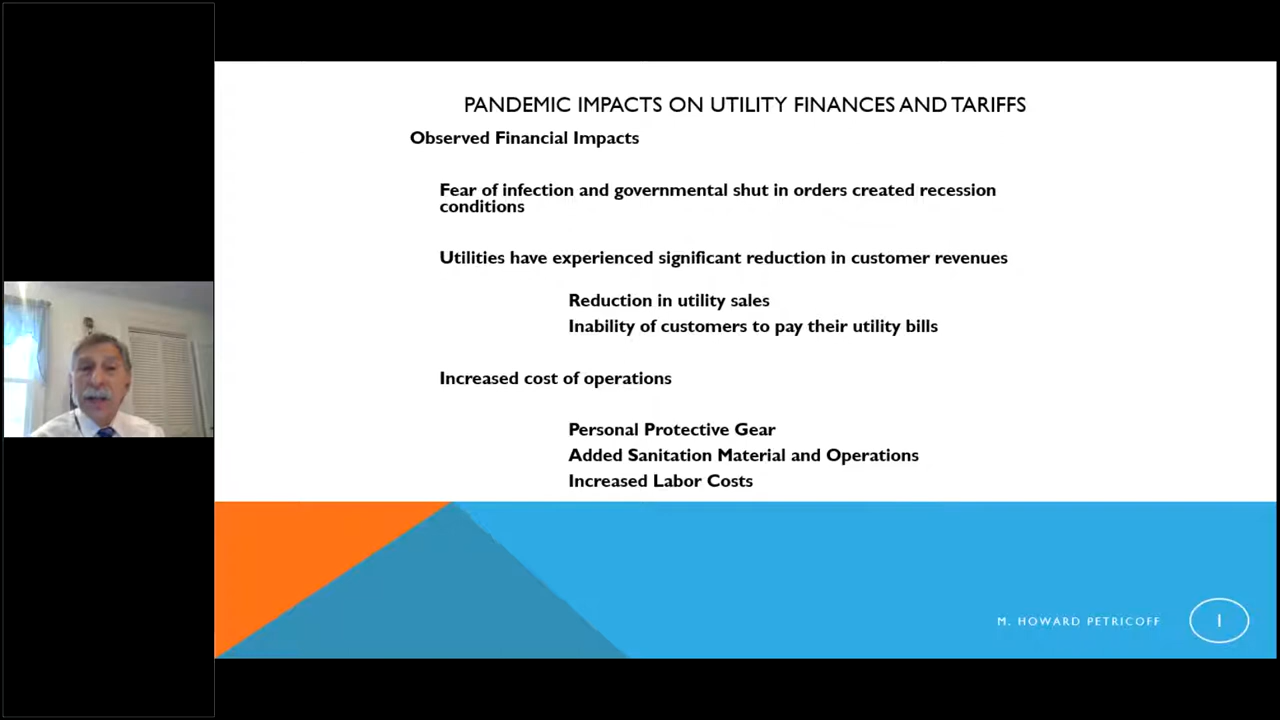 PANDEMIC IMPACTS ON UTILITY FINANCES AND TARIFFS
Observed Financial Impacts
Fear of infection and governmental shut in orders created recession
conditions
Utilities have experienced significant reduction in customer revenues
Reduction in utility sales
Inability of customers to pay their utility bills
Increased cost of operations
Personal Protective Gear
Added Sanitation Material and Operations
Increased Labor Costs
M. HOWARD PETRICOFF
1